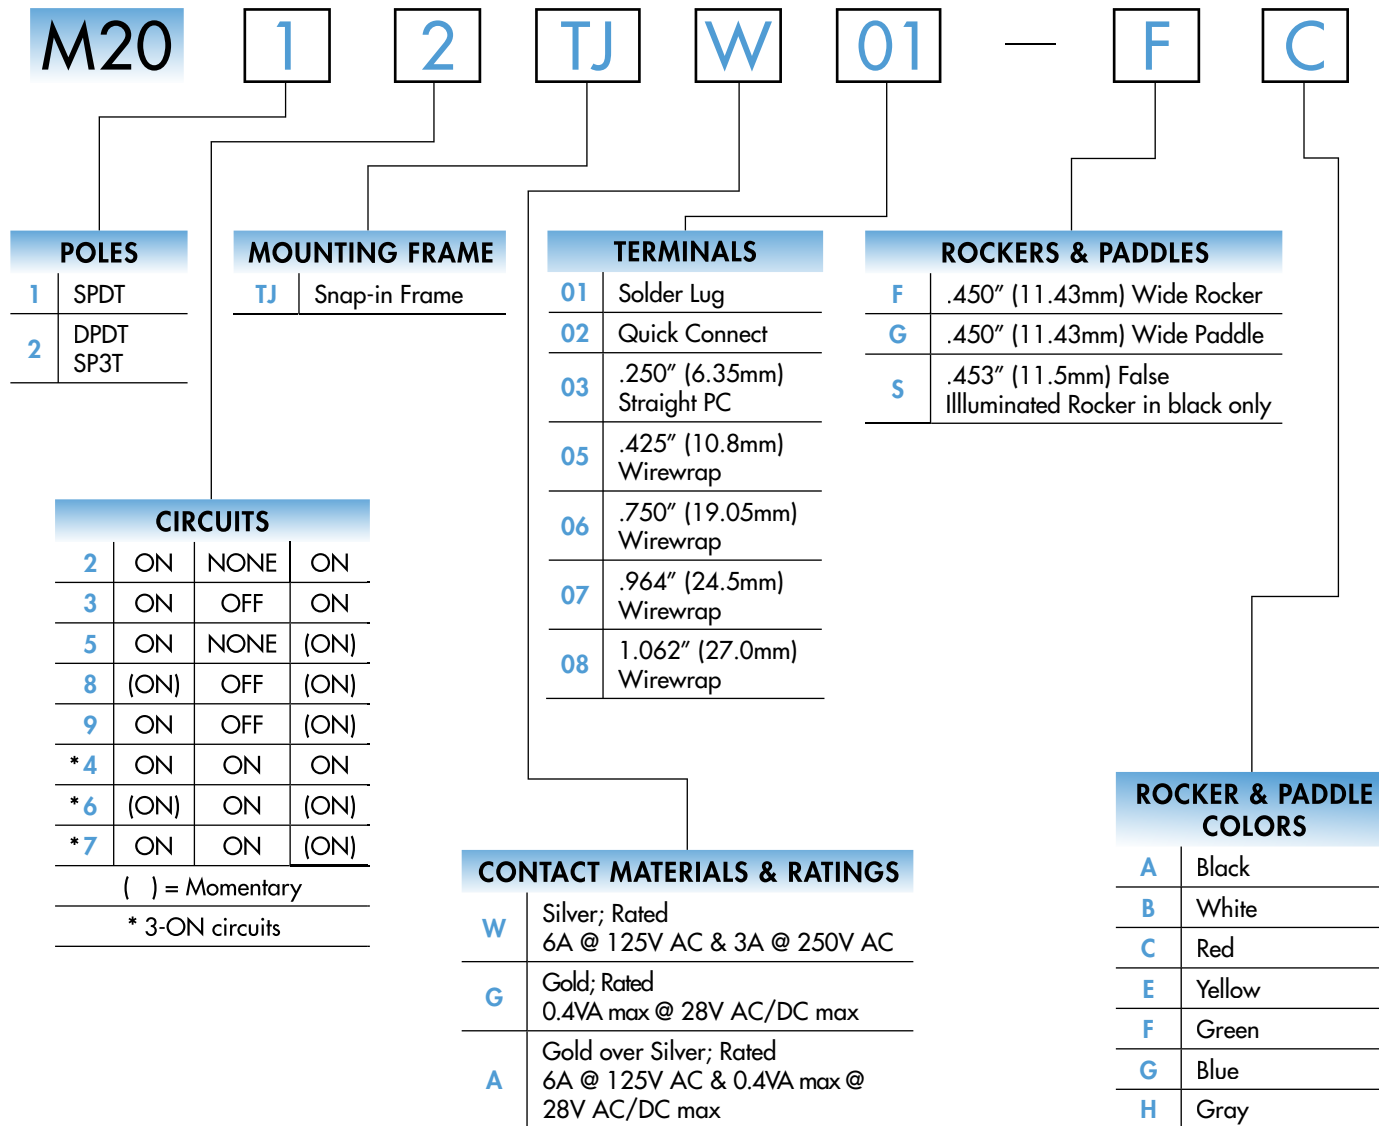 M20 1 2 TJ W 01 — F C
POLES
1 SPDT
2 DPDT
SP3T
MOUNTING FRAME
TJ Snap-in Frame
TERMINALS
01 Solder Lug
02 Quick Connect
03 .250” (6.35mm)
Straight PC
05 .425” (10.8mm)
Wirewrap
06 .750” (19.05mm)
Wirewrap
07 .964” (24.5mm)
Wirewrap
08 1.062” (27.0mm)
Wirewrap
ROCKERS & PADDLES
F .450” (11.43mm) Wide Rocker
G .450” (11.43mm) Wide Paddle
S .453” (11.5mm) False
Illluminated Rocker in black only
CIRCUITS
2 ON NONE ON
3 ON OFF ON
5 ON NONE (ON)
8 (ON) OFF (ON)
9 ON OFF (ON)
*4 ON ON ON
*6 (ON) ON (ON)
*7 ON ON (ON)
( ) = Momentary
* 3-ON circuits
CONTACT MATERIALS & RATINGS
W Silver; Rated
6A @ 125V AC & 3A @ 250V AC
G Gold; Rated
0.4VA max @ 28V AC/DC max
A Gold over Silver; Rated
6A @ 125V AC & 0.4VA max @
28V AC/DC max
ROCKER & PADDLE
COLORS
A Black
B White
C Red
E Yellow
F Green
G Blue
H Gray